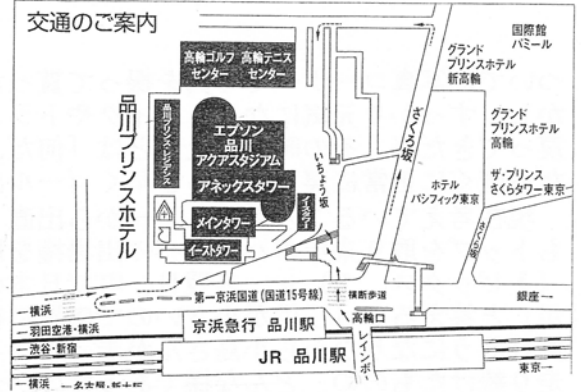 交通のご案内
国際館
パミール
高輪ゴルフ
センター
高輪テニス
センター
グランド
プリンスホテル
新高輪
ざくろ坂
品川プリンスホテル
品川プリンス・レジデンス
エプソン
品川
アクアスタジアム
アネックスタワー
いちょう坂
グランド
プリンスホテル
高輪
ザ・プリンス
さくらタワー東京
ホテル
パシフィック東京
メインタワー
イーストタワー
さくら坂
←横浜
第一京浜国道(国道15号線)
横断歩道
銀座→
←羽田空港・横浜
京浜急行 品川駅
高輪口
←渋谷・新宿
JR 品川駅
レインボー
東京→
←横浜
←名古屋・新大阪